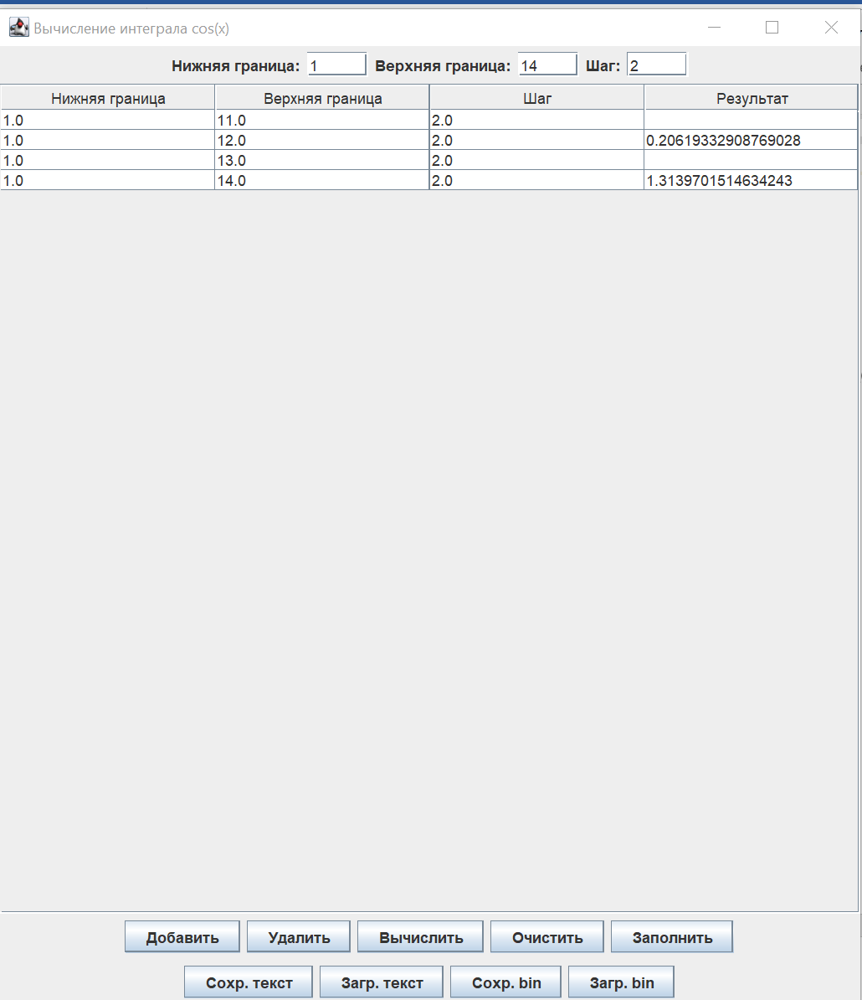 Вычисление интеграла cos(x)
Нижняя граница: 1 Верхняя граница: 14 Шаг: 2
Нижняя граница Верхняя граница Шаг Результат
1.0 11.0 2.0
1.0 12.0 2.0 0.20619332908769028
1.0 13.0 2.0
1.0 14.0 2.0 1.3139701514634243
Добавить Удалить Вычислить Очистить Заполнить
Сохр. текст Загр. текст Сохр. bin Загр. bin